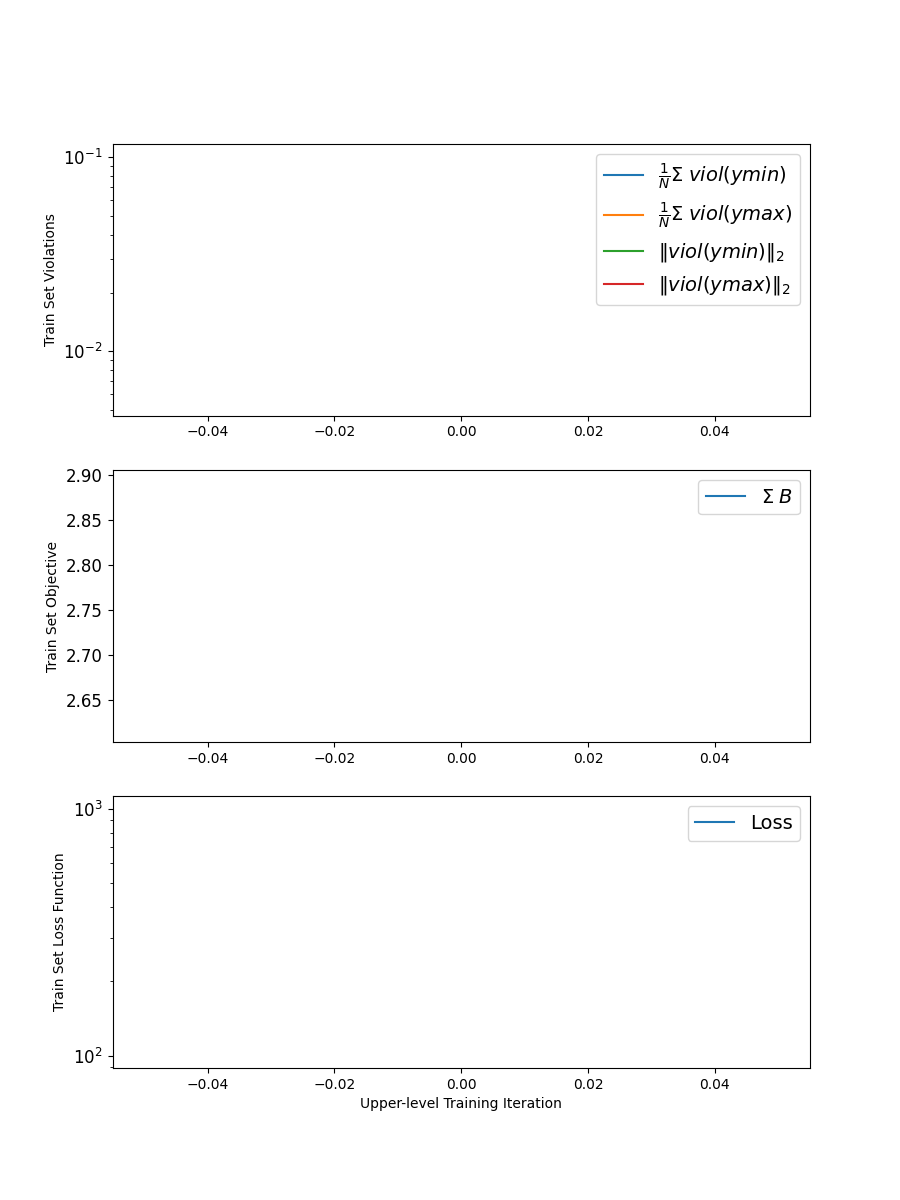 Train Set Violations
10⁻¹
10⁻²
1/N Σ viol(ymin)
1/N Σ viol(ymax)
‖viol(ymin)‖₂
‖viol(ymax)‖₂
−0.04 −0.02 0.00 0.02 0.04
Train Set Objective
2.90
2.85
2.80
2.75
2.70
2.65
Σ B
−0.04 −0.02 0.00 0.02 0.04
Train Set Loss Function
10³
10²
Loss
−0.04 −0.02 0.00 0.02 0.04
Upper-level Training Iteration